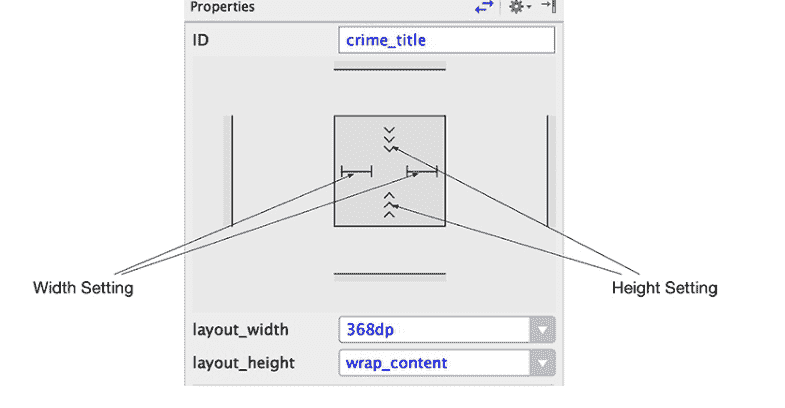 Properties
ID
crime_title
Width Setting
Height Setting
layout_width
368dp
layout_height
wrap_content